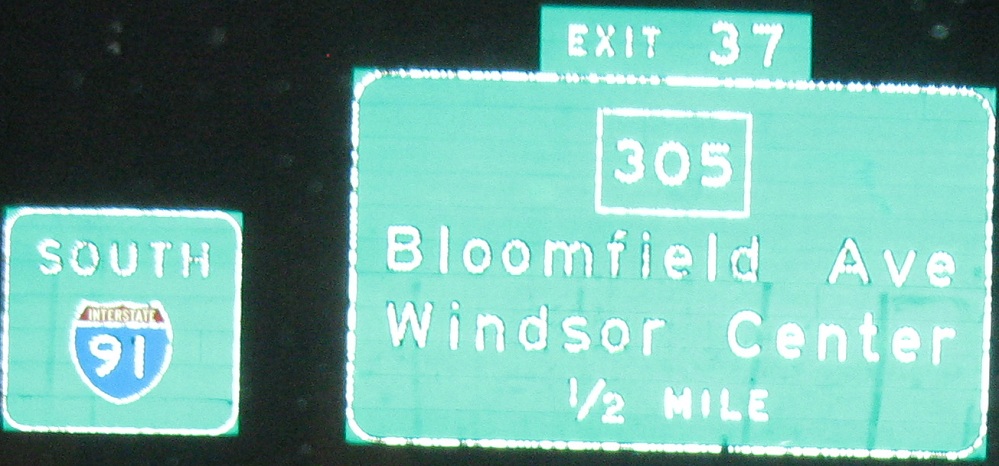 EXIT 37
305
Bloomfield Ave
Windsor Center
1/2 MILE
SOUTH
INTERSTATE
91